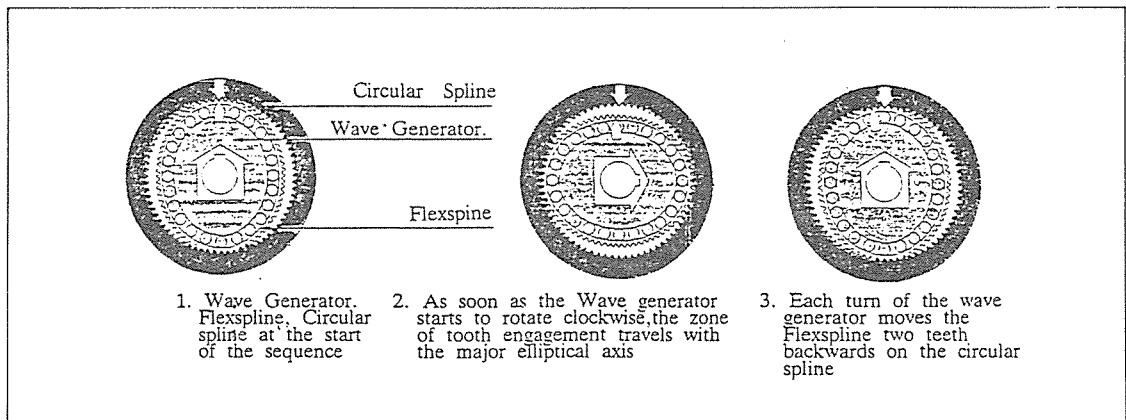 Circular Spline
Wave Generator.
Flexspine
1. Wave Generator.
Flexspline, Circular
spline at the start
of the sequence
2. As soon as the Wave generator
starts to rotate clockwise,the zone
of tooth engagement travels with
the major elliptical axis
3. Each turn of the wave
generator moves the
Flexspline two teeth
backwards on the circular
spline